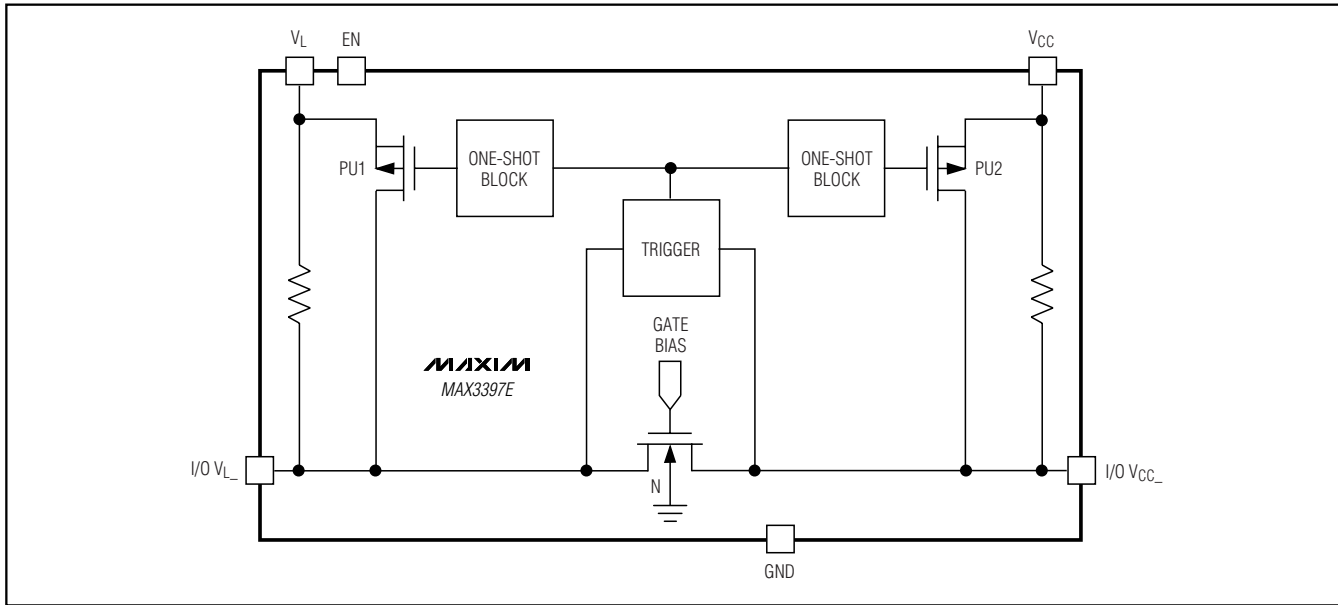 VL
EN
VCC
PU1
ONE-SHOT
BLOCK
ONE-SHOT
BLOCK
PU2
TRIGGER
GATE
BIAS
MAXIM
MAX3397E
I/O VL_
N
I/O VCC_
GND